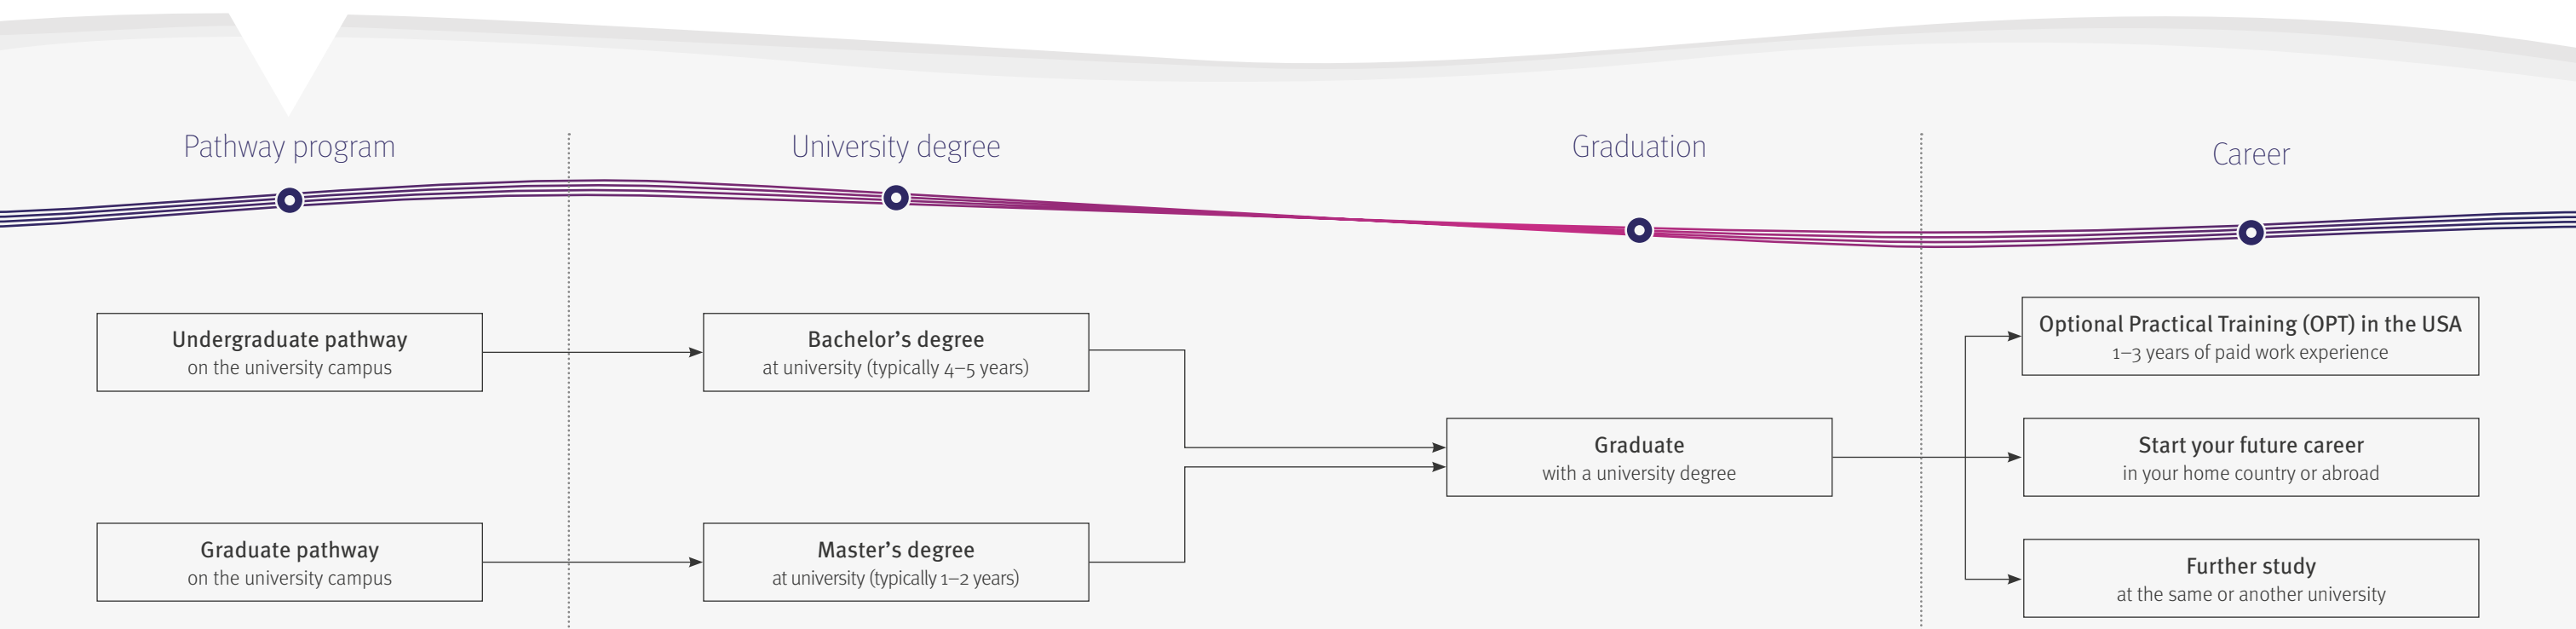 Pathway program
University degree
Graduation
Career
Undergraduate pathway
on the university campus
Graduate pathway
on the university campus
Bachelor’s degree
at university (typically 4–5 years)
Master’s degree
at university (typically 1–2 years)
Graduate
with a university degree
Optional Practical Training (OPT) in the USA
1–3 years of paid work experience
Start your future career
in your home country or abroad
Further study
at the same or another university